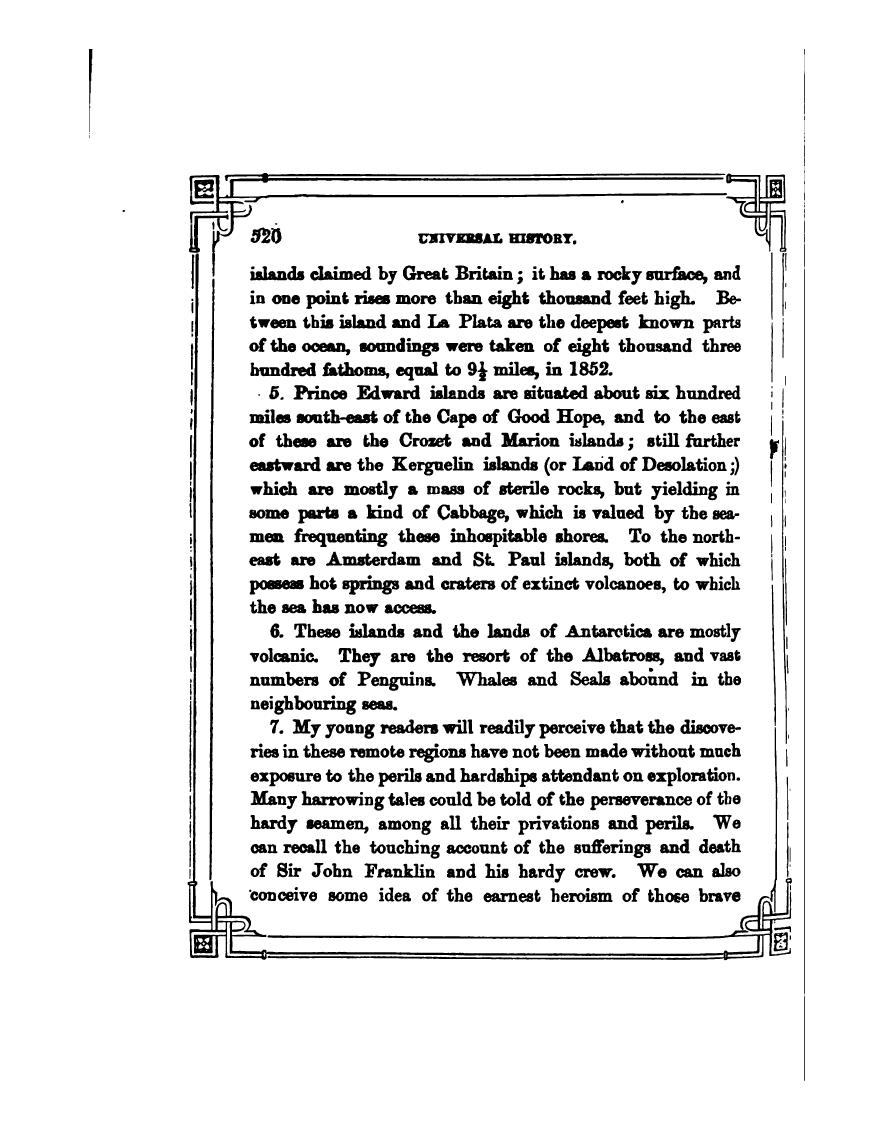 520 UNIVERSAL HISTORY.
islands claimed by Great Britain; it has a rocky surface, and
in one point rises more than eight thousand feet high. Be-
tween this island and La Plata are the deepest known parts
of the ocean, soundings were taken of eight thousand three
hundred fathoms, equal to 9½ miles, in 1852.
5. Prince Edward islands are situated about six hundred
miles south-east of the Cape of Good Hope, and to the east
of these are the Crozet and Marion islands; still further
eastward are the Kerguelin islands (or Land of Desolation;)
which are mostly a mass of sterile rocks, but yielding in
some parts a kind of Cabbage, which is valued by the sea-
men frequenting these inhospitable shores. To the north-
east are Amsterdam and St. Paul islands, both of which
possess hot springs and craters of extinct volcanoes, to which
the sea has now access.
6. These islands and the lands of Antarctica are mostly
volcanic. They are the resort of the Albatross, and vast
numbers of Penguins. Whales and Seals abound in the
neighbouring seas.
7. My young readers will readily perceive that the discove-
ries in these remote regions have not been made without much
exposure to the perils and hardships attendant on exploration.
Many harrowing tales could be told of the perseverance of the
hardy seamen, among all their privations and perils. We
can recall the touching account of the sufferings and death
of Sir John Franklin and his hardy crew. We can also
conceive some idea of the earnest heroism of those brave